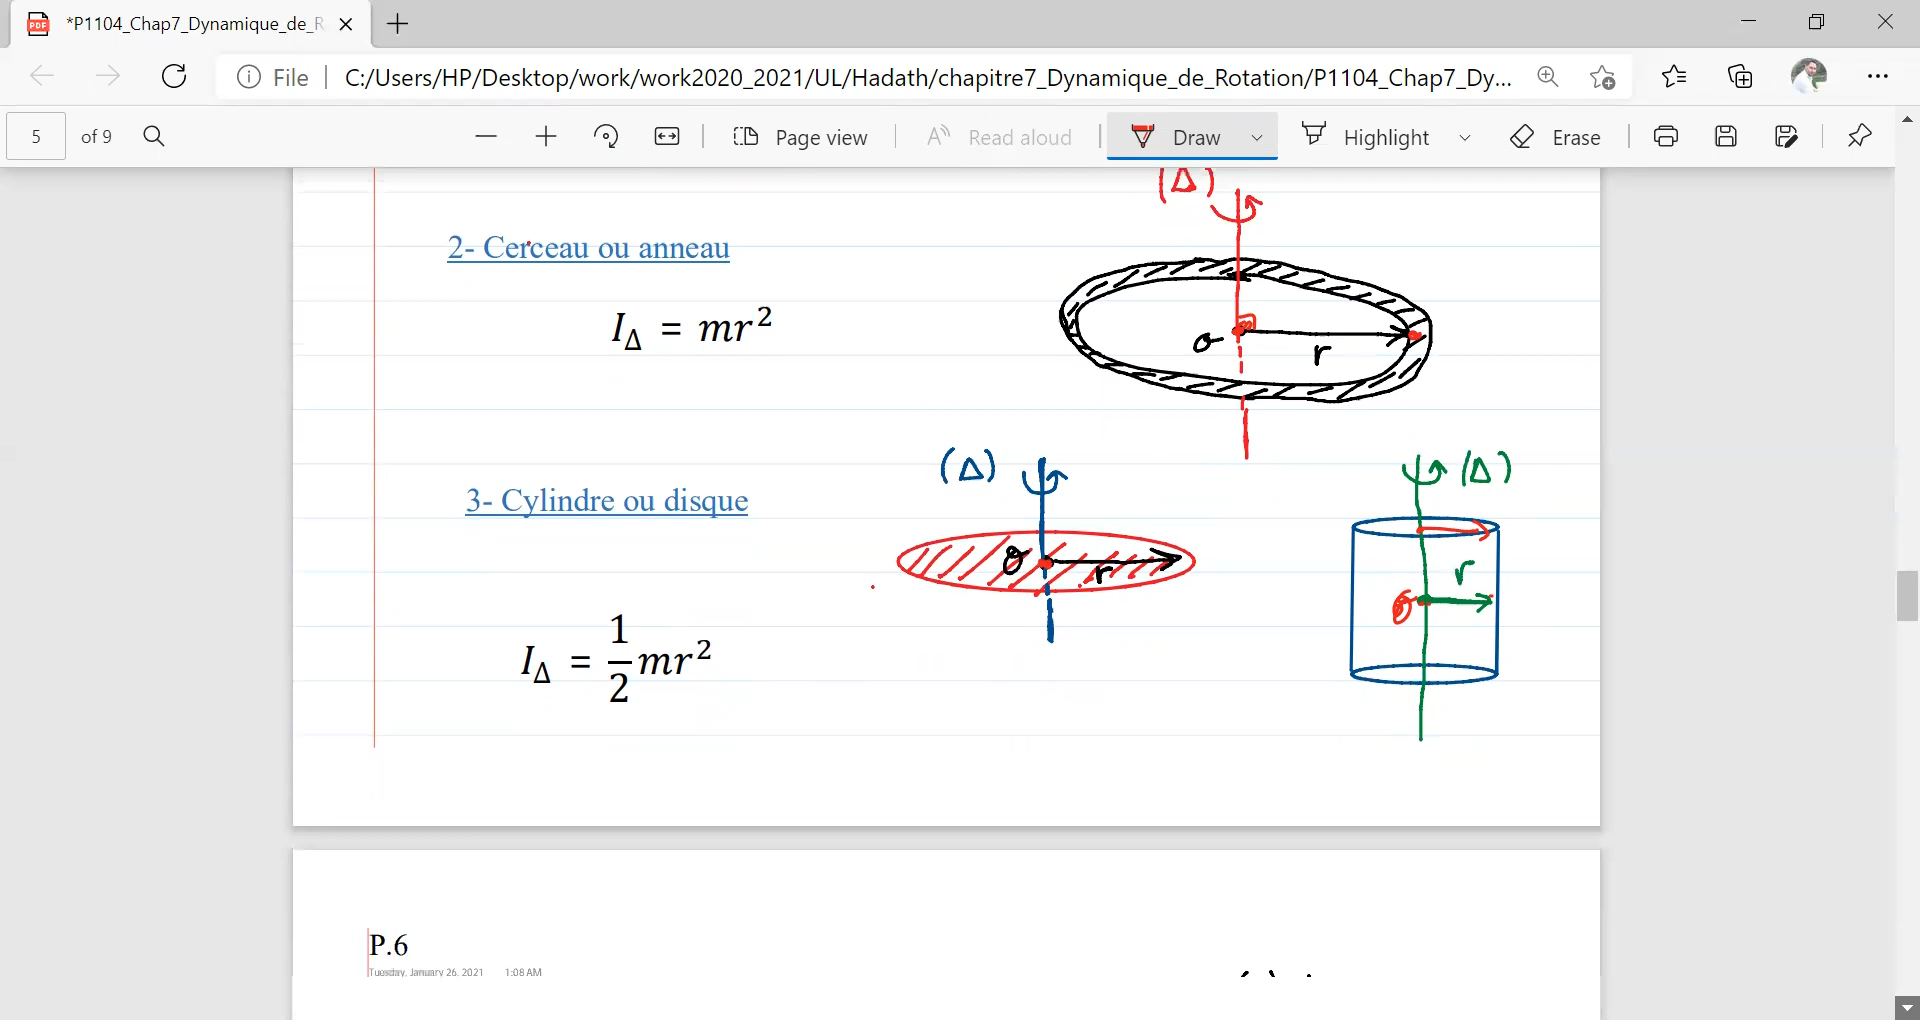 *P1104_Chap7_Dynamique_de_R
File
C:/Users/HP/Desktop/work/work2020_2021/UL/Hadath/chapitre7_Dynamique_de_Rotation/P1104_Chap7_Dy...
5 of 9
Page view
Read aloud
Draw
Highlight
Erase
(Δ)
2- Cerceau ou anneau
I_Δ = mr²
o
r
(Δ)
(Δ)
3- Cylindre ou disque
O
r
r
O
I_Δ = 1/2 mr²
P.6
Tuesday, January 26, 2021 1:08 AM